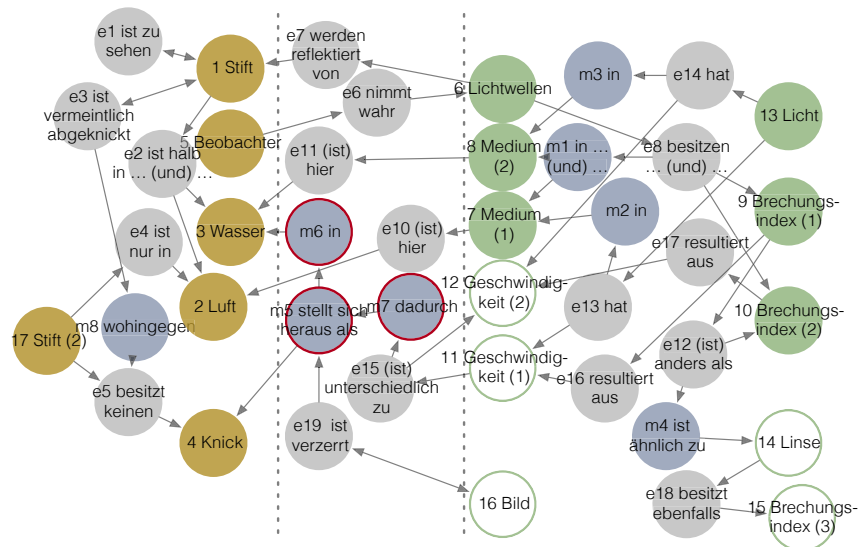 e1 ist zu
sehen
1 Stift
e7 werden
reflektiert
von
e3 ist
vermeintlich
abgeknickt
e6 nimmt
wahr
6 Lichtwellen
m3 in
e14 hat
13 Licht
5 Beobachter
e2 ist halb
in … (und) …
e11 (ist)
hier
8 Medium
(2)
m1 in …
(und) …
e8 besitzen
… (und) …
e4 ist
nur in
3 Wasser
m6 in
e10 (ist)
hier
7 Medium
(1)
m2 in
9 Brechungs-
index (1)
e17 resultiert
aus
2 Luft
12 Geschwindig-
keit (2)
e13 hat
10 Brechungs-
index (2)
17 Stift (2)
m8 wohingegen
m5 stellt sich
heraus als
m7 dadurch
11 Geschwindig-
keit (1)
e12 (ist)
anders als
e5 besitzt
keinen
e15 (ist)
unterschiedlich
zu
e16 resultiert
aus
4 Knick
e19 ist
verzerrt
m4 ist
ähnlich zu
14 Linse
16 Bild
e18 besitzt
ebenfalls
15 Brechungs-
index (3)